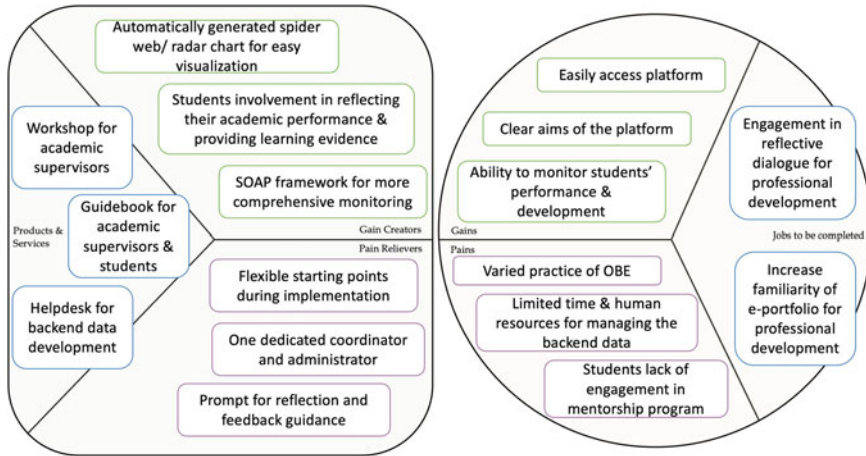 Automatically generated spider
web/ radar chart for easy
visualization
Students involvement in reflecting
their academic performance &
providing learning evidence
SOAP framework for more
comprehensive monitoring
Gain Creators
Workshop for
academic
supervisors
Guidebook for
academic
supervisors &
students
Products &
Services
Helpdesk for
backend data
development
Pain Relievers
Flexible starting points
during implementation
One dedicated coordinator
and administrator
Prompt for reflection and
feedback guidance
Easily access platform
Clear aims of the platform
Ability to monitor students’
performance &
development
Gains
Pains
Varied practice of OBE
Limited time & human
resources for managing the
backend data
Students lack of
engagement in
mentorship program
Engagement in
reflective
dialogue for
professional
development
Jobs to be completed
Increase
familiarity of
e-portfolio for
professional
development